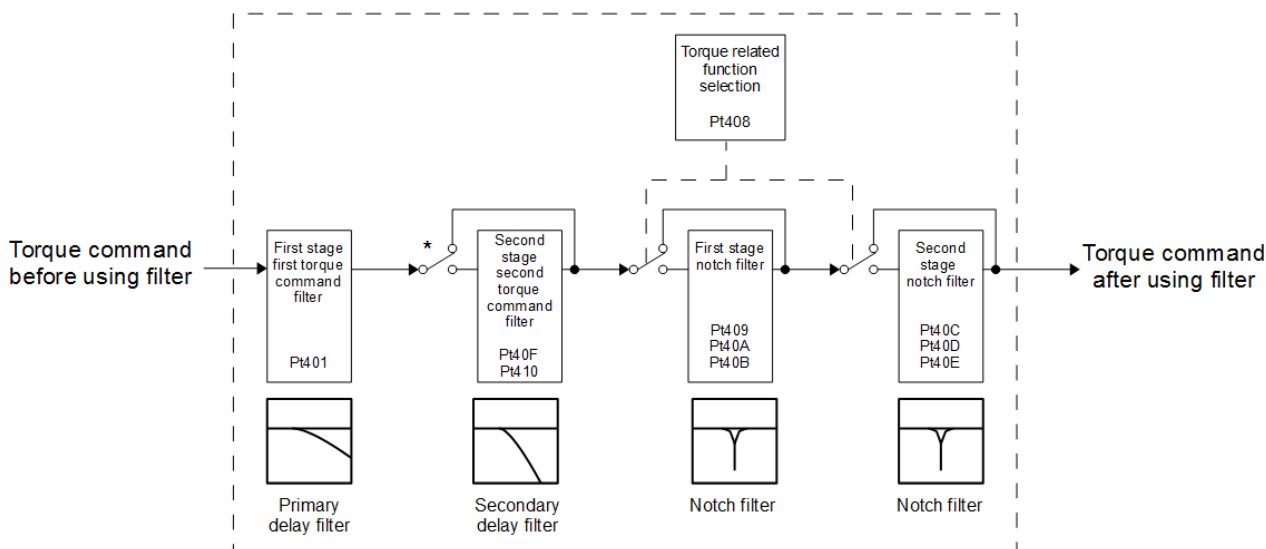 Torque related
function
selection
Pt408
Torque command
before using filter
First stage
first torque
command
filter
Pt401
*
Second
stage
second
torque
command
filter
Pt40F
Pt410
First stage
notch filter
Pt409
Pt40A
Pt40B
Second
stage
notch filter
Pt40C
Pt40D
Pt40E
Torque command
after using filter
Primary
delay filter
Secondary
delay filter
Notch filter
Notch filter